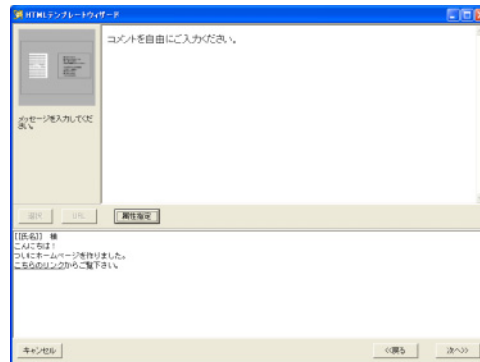 HTMLテンプレートウィザード
コメントを自由にご入力ください。
メッセージを入力してくだ
さい。
選択
URL
属性指定
[[氏名]] 様
こんにちは！
ついにホームページを作りました。
こちらのリンクからご覧下さい。
キャンセル
<<戻る
次へ>>